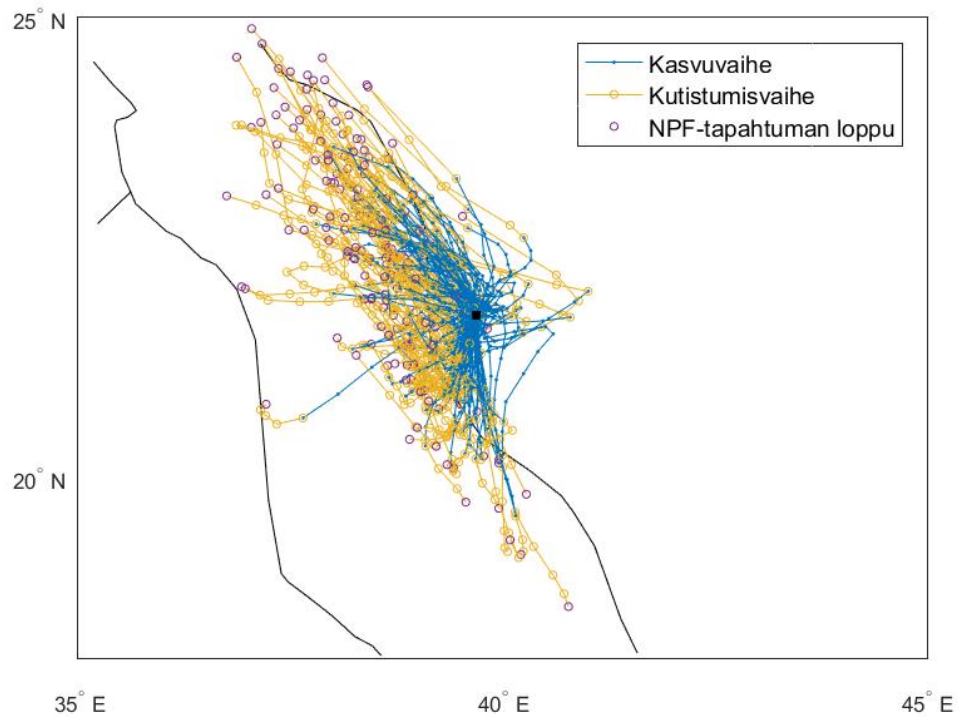 25° N
Kasvuvaihe
Kutistumisvaihe
NPF-tapahtuman loppu
20° N
35° E
40° E
45° E